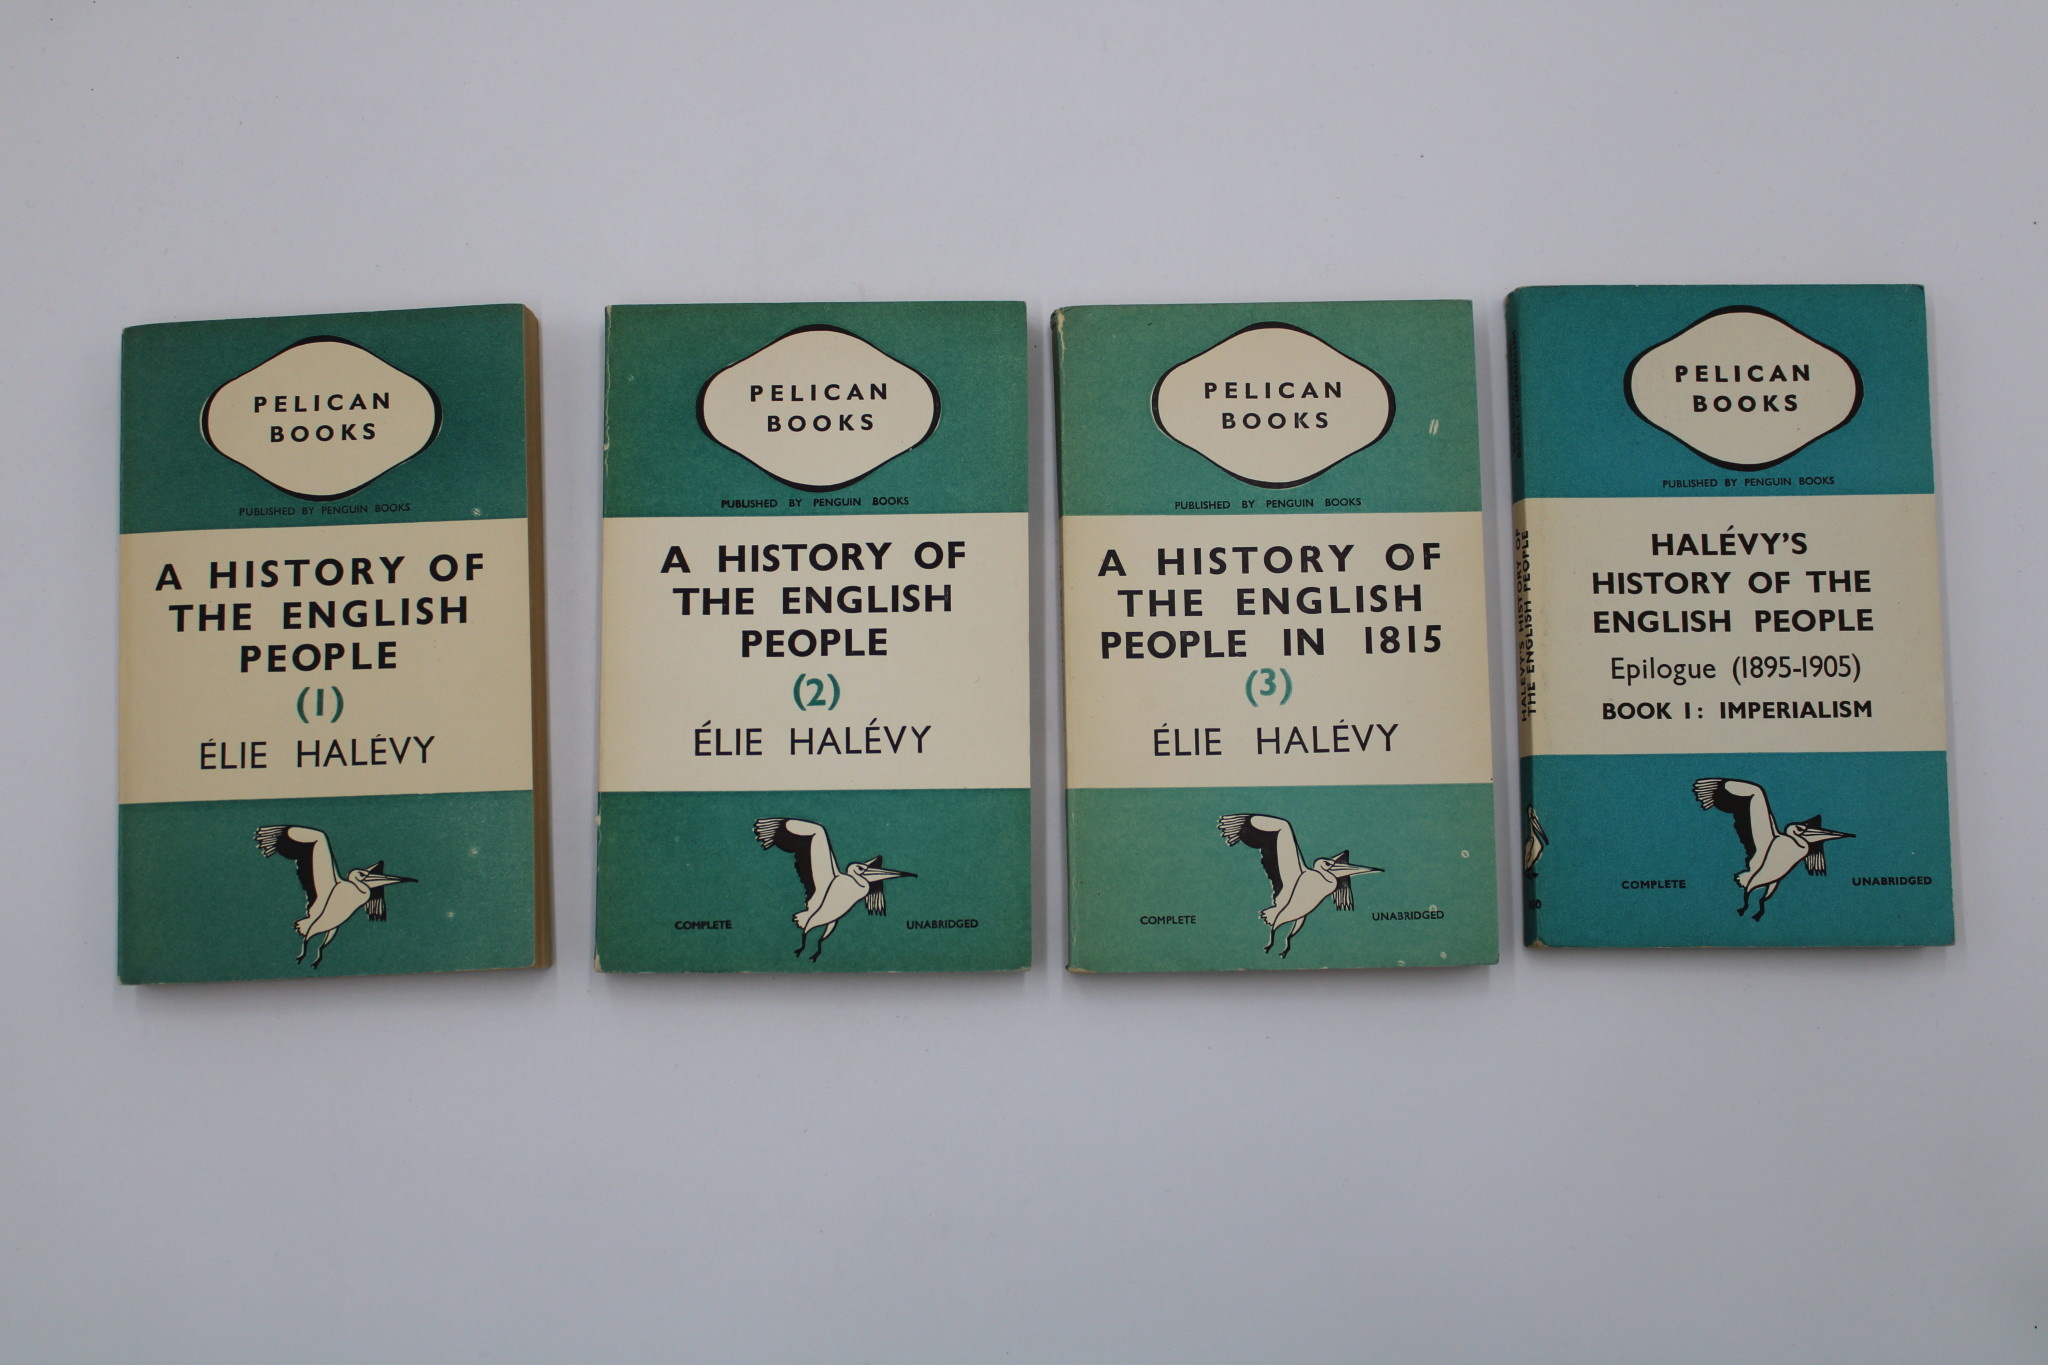 PELICAN
BOOKS
PUBLISHED BY PENGUIN BOOKS
A HISTORY OF
THE ENGLISH
PEOPLE
(1)
ÉLIE HALÉVY
PELICAN
BOOKS
PUBLISHED BY PENGUIN BOOKS
A HISTORY OF
THE ENGLISH
PEOPLE
(2)
ÉLIE HALÉVY
COMPLETE UNABRIDGED
PELICAN
BOOKS
PUBLISHED BY PENGUIN BOOKS
A HISTORY OF
THE ENGLISH
PEOPLE IN 1815
(3)
ÉLIE HALÉVY
COMPLETE UNABRIDGED
HALÉVY'S HISTORY OF
THE ENGLISH PEOPLE
PELICAN
BOOKS
PUBLISHED BY PENGUIN BOOKS
HALÉVY'S
HISTORY OF THE
ENGLISH PEOPLE
Epilogue (1895-1905)
BOOK 1: IMPERIALISM
COMPLETE UNABRIDGED